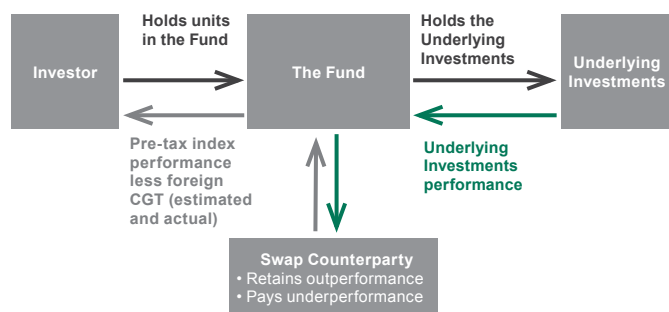 Holds units
in the Fund
Holds the
Underlying
Investments
Investor
The Fund
Underlying
Investments
Pre-tax index
performance
less foreign
CGT (estimated
and actual)
Underlying
Investments
performance
Swap Counterparty
• Retains outperformance
• Pays underperformance